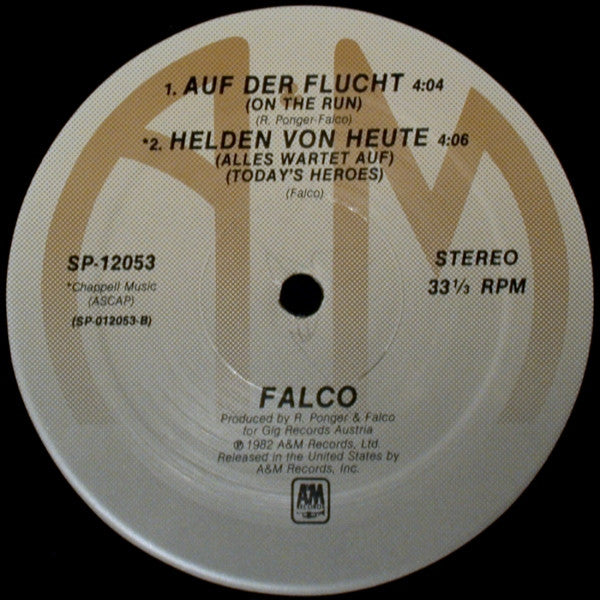 1. AUF DER FLUCHT 4:04
(ON THE RUN)
(R. Ponger-Falco)
*2. HELDEN VON HEUTE 4:06
(ALLES WARTET AUF)
(TODAY'S HEROES)
(Falco)
SP-12053
*Chappell Music
(ASCAP)
(SP-012053-B)
STEREO
33 1/3 RPM
FALCO
Produced by R. Ponger & Falco
for Gig Records Austria
℗ 1982 A&M Records, Ltd.
Released in the United States by
A&M Records, Inc.
A&M